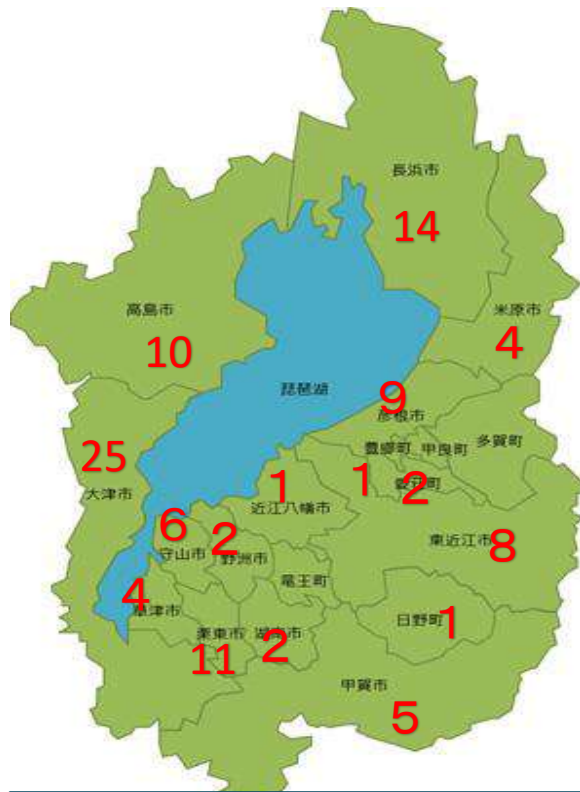 長浜市
14
高島市
10
米原市
4
琵琶湖
9
彦根市
25
大津市
豊郷町
甲良町
多賀町
1
2
愛荘町
1
近江八幡市
6
守山市
2
野洲市
東近江市
8
竜王町
4
草津市
日野町
1
栗東市
11
湖南市
2
甲賀市
5